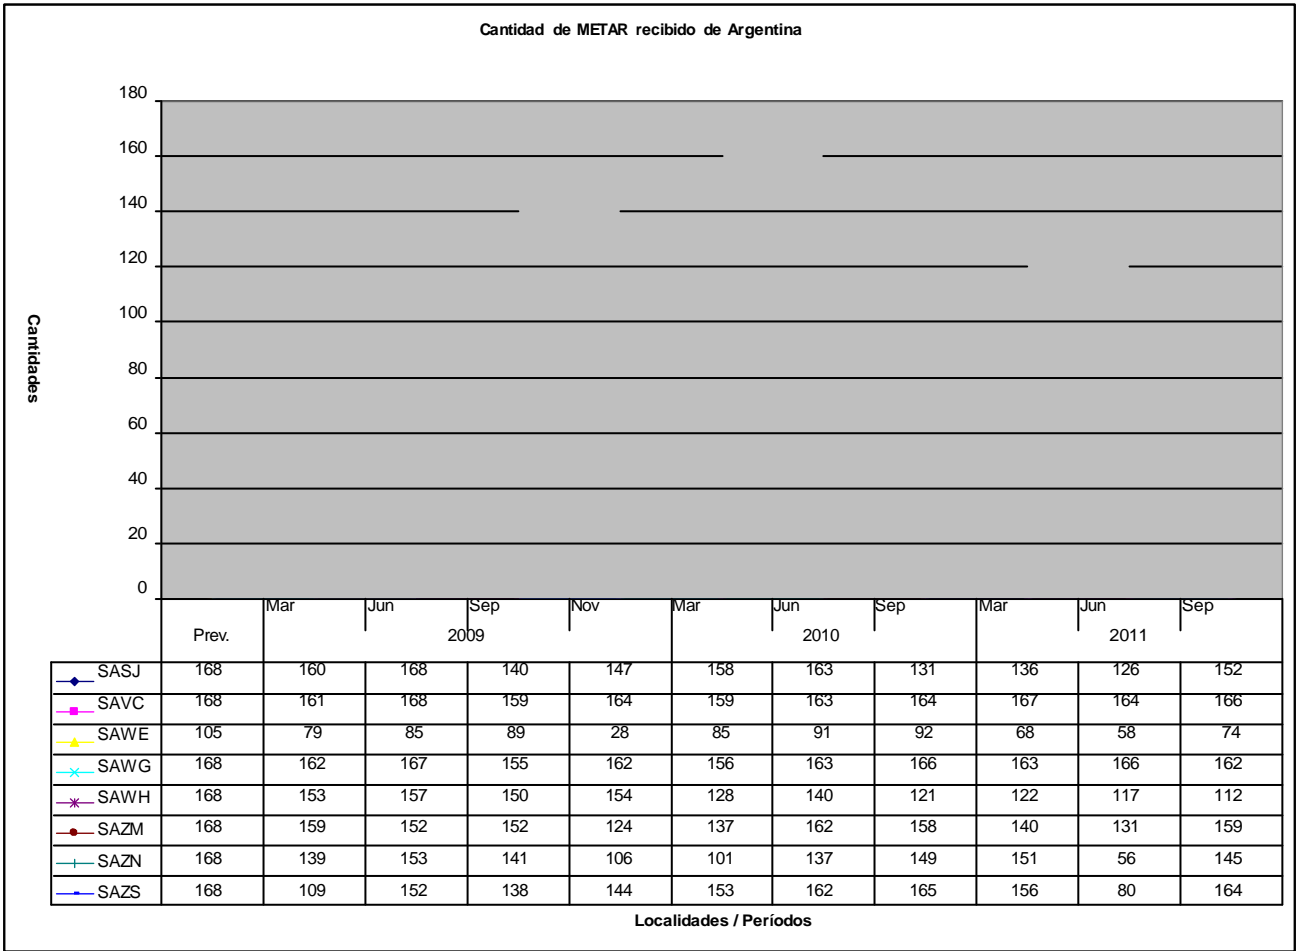 Cantidad de METAR recibido de Argentina
180
160
140
120
100
80
60
40
20
0
Cantidades
Mar Jun Sep Nov Mar Jun Sep Mar Jun Sep
Prev. 2009 2010 2011
SASJ 168 160 168 140 147 158 163 131 136 126 152
SAVC 168 161 168 159 164 159 163 164 167 164 166
SAWE 105 79 85 89 28 85 91 92 68 58 74
SAWG 168 162 167 155 162 156 163 166 163 166 162
SAWH 168 153 157 150 154 128 140 121 122 117 112
SAZM 168 159 152 152 124 137 162 158 140 131 159
SAZN 168 139 153 141 106 101 137 149 151 56 145
SAZS 168 109 152 138 144 153 162 165 156 80 164
Localidades / Períodos